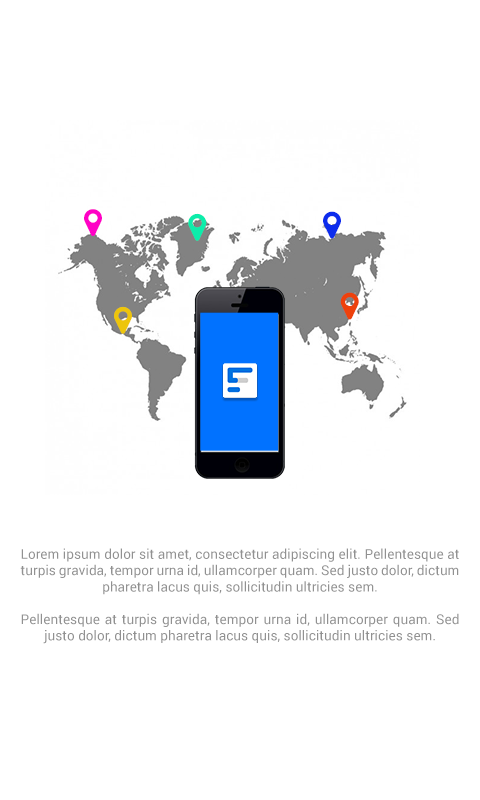 Lorem ipsum dolor sit amet, consectetur adipiscing elit. Pellentesque at
turpis gravida, tempor urna id, ullamcorper quam. Sed justo dolor, dictum
pharetra lacus quis, sollicitudin ultricies sem.
Pellentesque at turpis gravida, tempor urna id, ullamcorper quam. Sed
justo dolor, dictum pharetra lacus quis, sollicitudin ultricies sem.